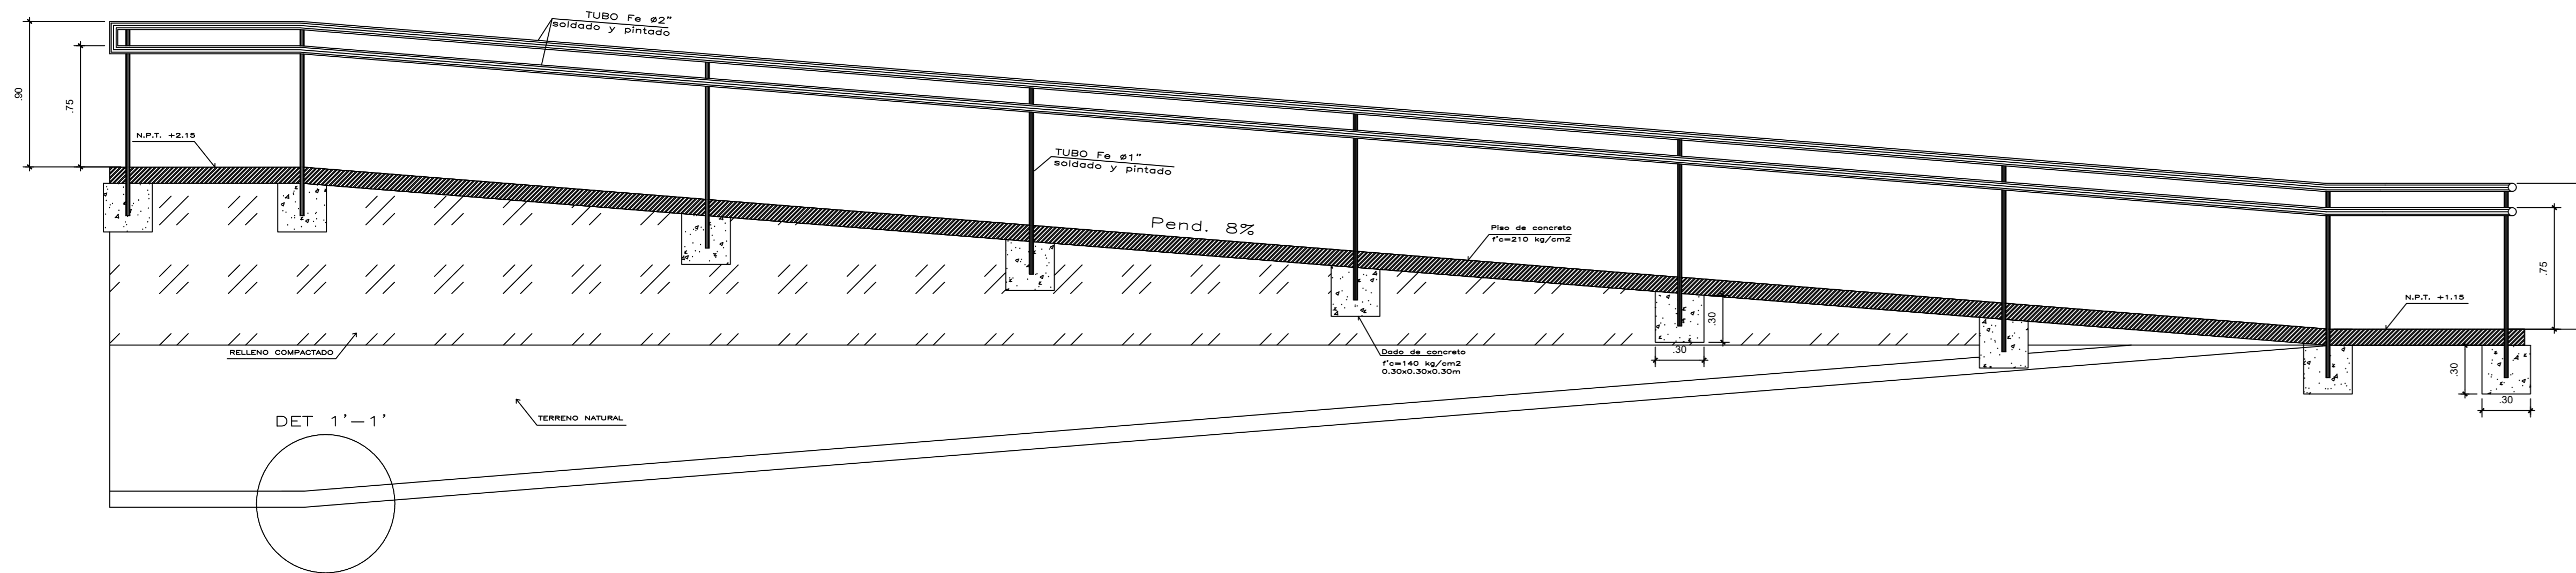 TUBO Fe ø2"
soldado y pintado
.90
.75
N.P.T. +2.15
TUBO Fe ø1"
soldado y pintado
Pend. 8%
Piso de concreto
f'c=210 kg/cm2
.75
N.P.T. +1.15
.30
.30
RELLENO COMPACTADO
Dado de concreto
f'c=140 kg/cm2
0.30x0.30x0.30m
.30
.30
DET 1'-1'
TERRENO NATURAL